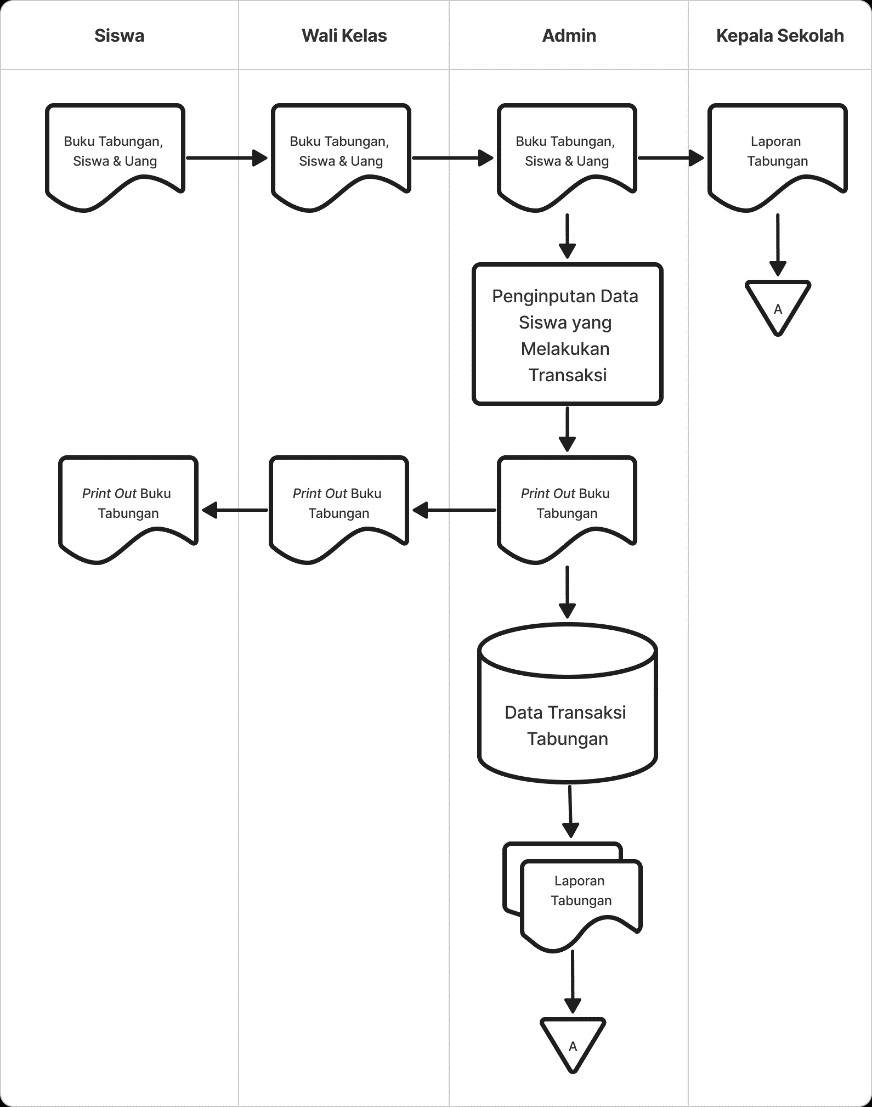 Siswa
Wali Kelas
Admin
Kepala Sekolah
Buku Tabungan,
Siswa & Uang
Buku Tabungan,
Siswa & Uang
Buku Tabungan,
Siswa & Uang
Laporan
Tabungan
A
Penginputan Data
Siswa yang
Melakukan
Transaksi
Print Out Buku
Tabungan
Print Out Buku
Tabungan
Print Out Buku
Tabungan
Data Transaksi
Tabungan
Laporan
Tabungan
A